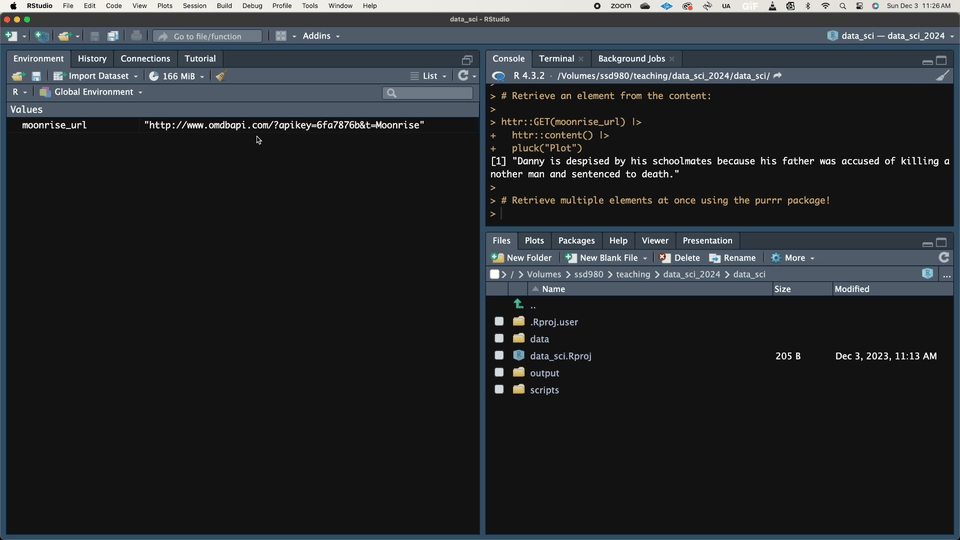 RStudio File Edit Code View Plots Session Build Debug Profile Tools Window Help zoom UA GiF Sun Dec 3 11:26 AM
data_sci - RStudio
Go to file/function Addins data_sci — data_sci_2024
Environment History Connections Tutorial
Import Dataset 166 MiB List
R Global Environment
Values
moonrise_url "http://www.omdbapi.com/?apikey=6fa7876b&t=Moonrise"
Console Terminal Background Jobs
R 4.3.2 · /Volumes/ssd980/teaching/data_sci_2024/data_sci/
> # Retrieve an element from the content:
>
> httr::GET(moonrise_url) |>
+ httr::content() |>
+ pluck("Plot")
[1] "Danny is despised by his schoolmates because his father was accused of killing a
nother man and sentenced to death."
>
> # Retrieve multiple elements at once using the purrr package!
>
Files Plots Packages Help Viewer Presentation
New Folder New Blank File Delete Rename More
/ Volumes ssd980 teaching data_sci_2024 data_sci ...
Name Size Modified
..
.Rproj.user
data
data_sci.Rproj 205 B Dec 3, 2023, 11:13 AM
output
scripts